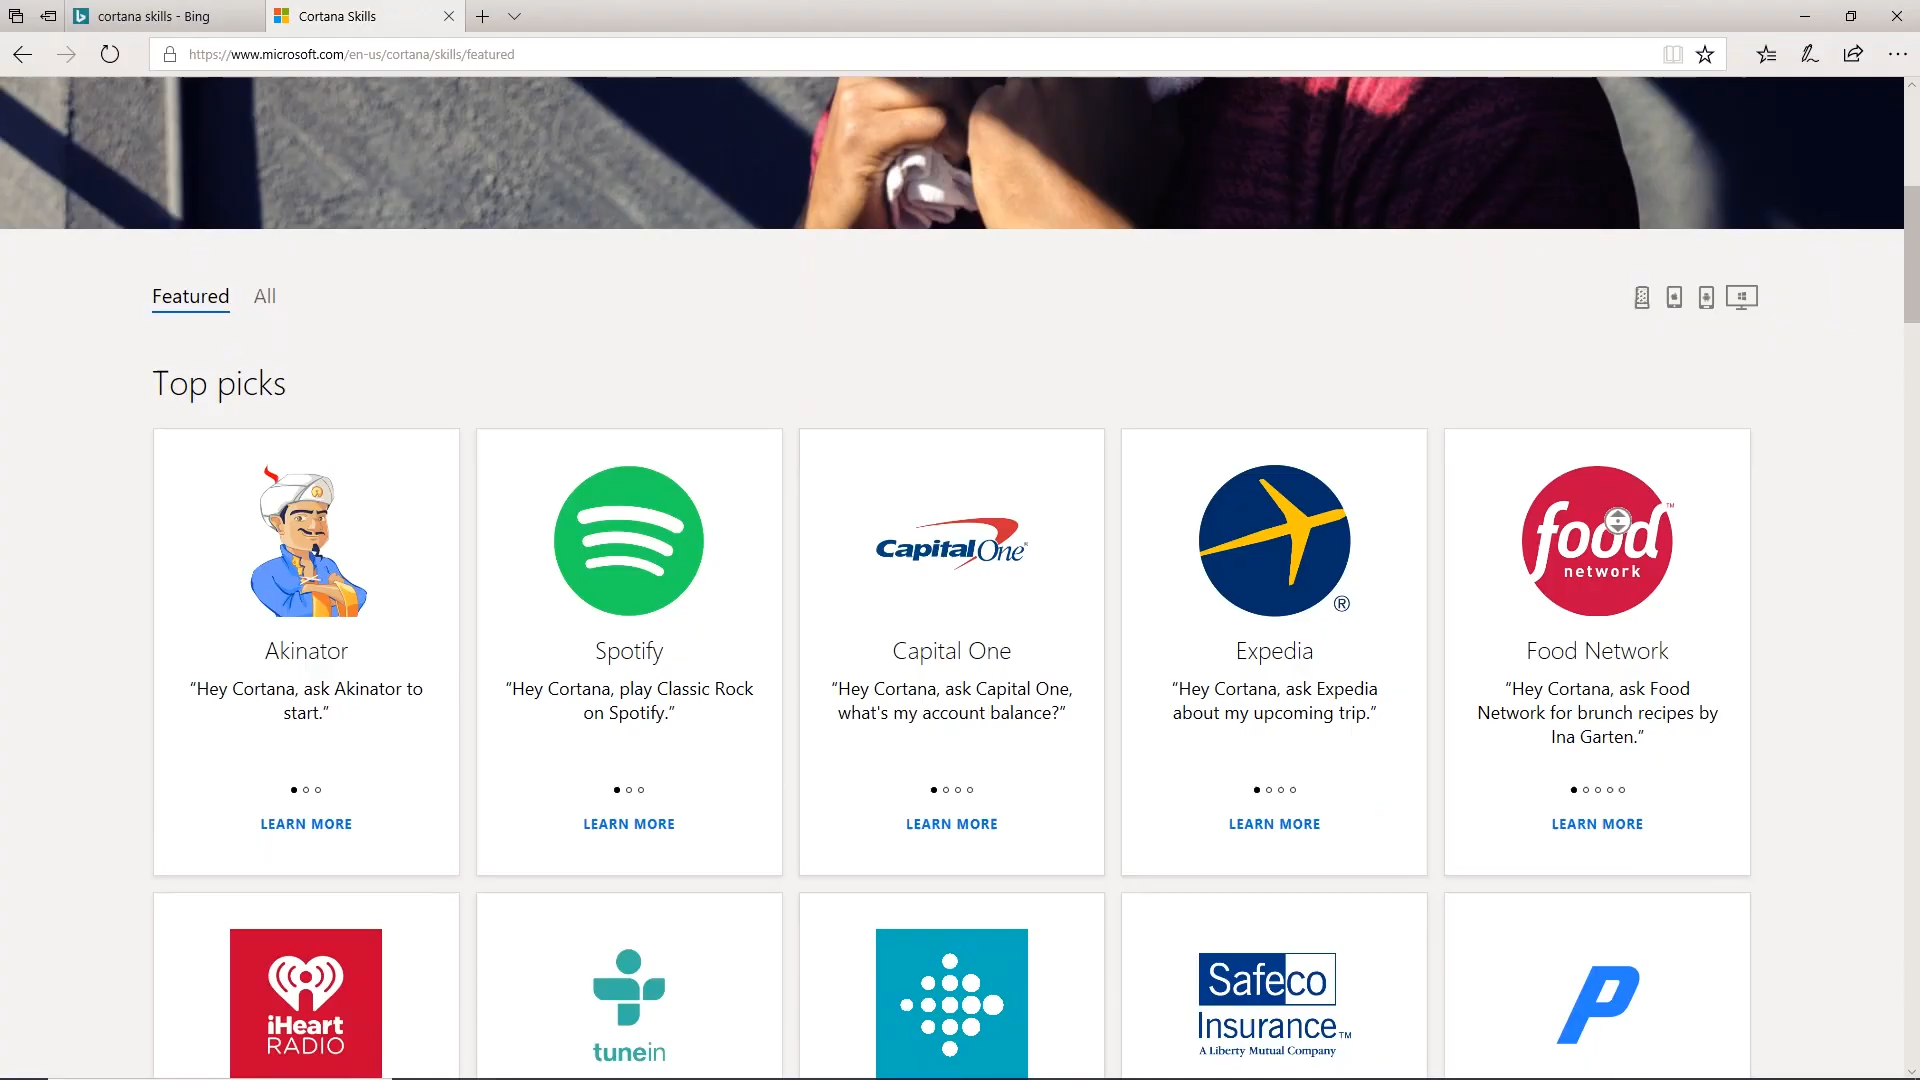 cortana skills - Bing
Cortana Skills
https://www.microsoft.com/en-us/cortana/skills/featured
Featured
All
Top picks
Capital One®
®
food™
network
Akinator
Spotify
Capital One
Expedia
Food Network
“Hey Cortana, ask Akinator to
start.”
“Hey Cortana, play Classic Rock
on Spotify.”
“Hey Cortana, ask Capital One,
what's my account balance?”
“Hey Cortana, ask Expedia
about my upcoming trip.”
“Hey Cortana, ask Food
Network for brunch recipes by
Ina Garten.”
LEARN MORE
LEARN MORE
LEARN MORE
LEARN MORE
LEARN MORE
iHeart
RADIO
tunein
Safeco
Insurance™
A Liberty Mutual Company
P